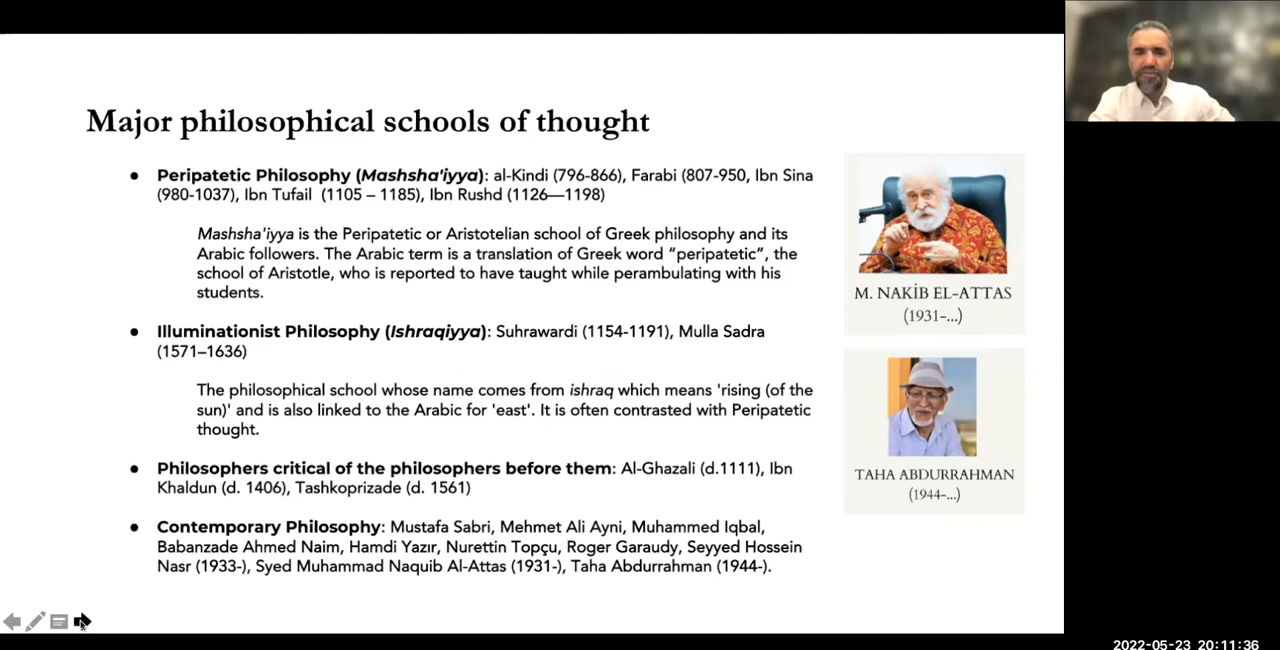 Major philosophical schools of thought
● Peripatetic Philosophy (Mashsha'iyya): al-Kindi (796-866), Farabi (807-950, Ibn Sina
(980-1037), Ibn Tufail (1105 – 1185), Ibn Rushd (1126—1198)
Mashsha'iyya is the Peripatetic or Aristotelian school of Greek philosophy and its
Arabic followers. The Arabic term is a translation of Greek word “peripatetic”, the
school of Aristotle, who is reported to have taught while perambulating with his
students.
● Illuminationist Philosophy (Ishraqiyya): Suhrawardi (1154-1191), Mulla Sadra
(1571–1636)
The philosophical school whose name comes from ishraq which means 'rising (of the
sun)' and is also linked to the Arabic for 'east'. It is often contrasted with Peripatetic
thought.
● Philosophers critical of the philosophers before them: Al-Ghazali (d.1111), Ibn
Khaldun (d. 1406), Tashkoprizade (d. 1561)
● Contemporary Philosophy: Mustafa Sabri, Mehmet Ali Ayni, Muhammed Iqbal,
Babanzade Ahmed Naim, Hamdi Yazır, Nurettin Topçu, Roger Garaudy, Seyyed Hossein
Nasr (1933-), Syed Muhammad Naquib Al-Attas (1931-), Taha Abdurrahman (1944-).
M. NAKİB EL-ATTAS
(1931-...)
TAHA ABDURRAHMAN
(1944-...)
2022-05-23 20:11:36